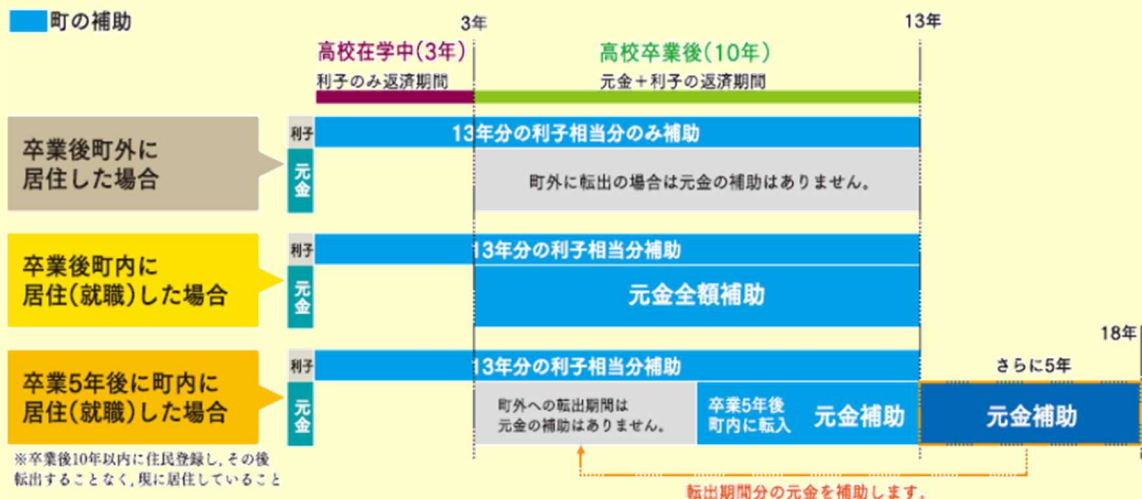 町の補助
3年
13年
高校在学中(3年)
利子のみ返済期間
高校卒業後(10年)
元金+利子の返済期間
卒業後町外に
居住した場合
利子
13年分の利子相当分のみ補助
元金
町外に転出の場合は元金の補助はありません。
卒業後町内に
居住(就職)した場合
利子
13年分の利子相当分補助
元金
元金全額補助
18年
卒業5年後に町内に
居住(就職)した場合
利子
13年分の利子相当分補助
さらに5年
元金
町外への転出期間は
元金の補助はありません。
卒業5年後
町内に転入
元金補助
元金補助
※卒業後10年以内に住民登録し、その後
転出することなく、現に居住していること
転出期間分の元金を補助します。